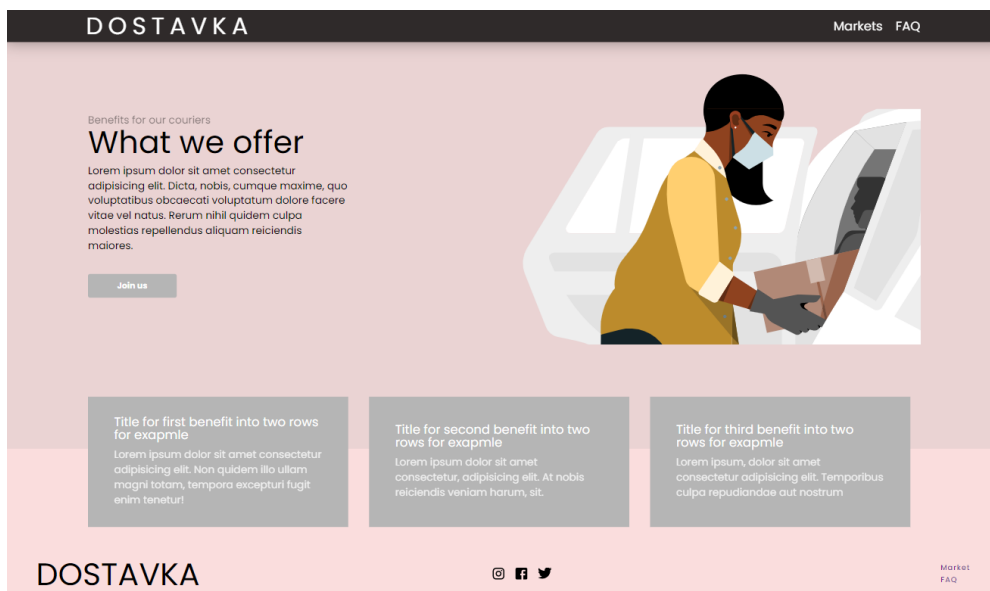 DOSTAVKA
Markets FAQ
Benefits for our couriers
What we offer
Lorem ipsum dolor sit amet consectetur
adipisicing elit. Dicta, nobis, cumque maxime, quo
voluptatibus obcaecati voluptatum dolore facere
vitae vel natus. Rerum nihil quidem culpa
molestias repellendus aliquam reiciendis
maiores.
Join us
Title for first benefit into two rows
for exapmle
Lorem ipsum dolor sit amet consectetur
adipisicing elit. Non quidem illo ullam
magni totam, tempora excepturi fugit
enim tenetur!
Title for second benefit into two
rows for exapmle
Lorem ipsum dolor sit amet
consectetur, adipisicing elit. At nobis
reiciendis veniam harum, sit.
Title for third benefit into two
rows for exapmle
Lorem ipsum, dolor sit amet
consectetur adipisicing elit. Temporibus
culpa repudiandae aut nostrum
DOSTAVKA
Market
FAQ